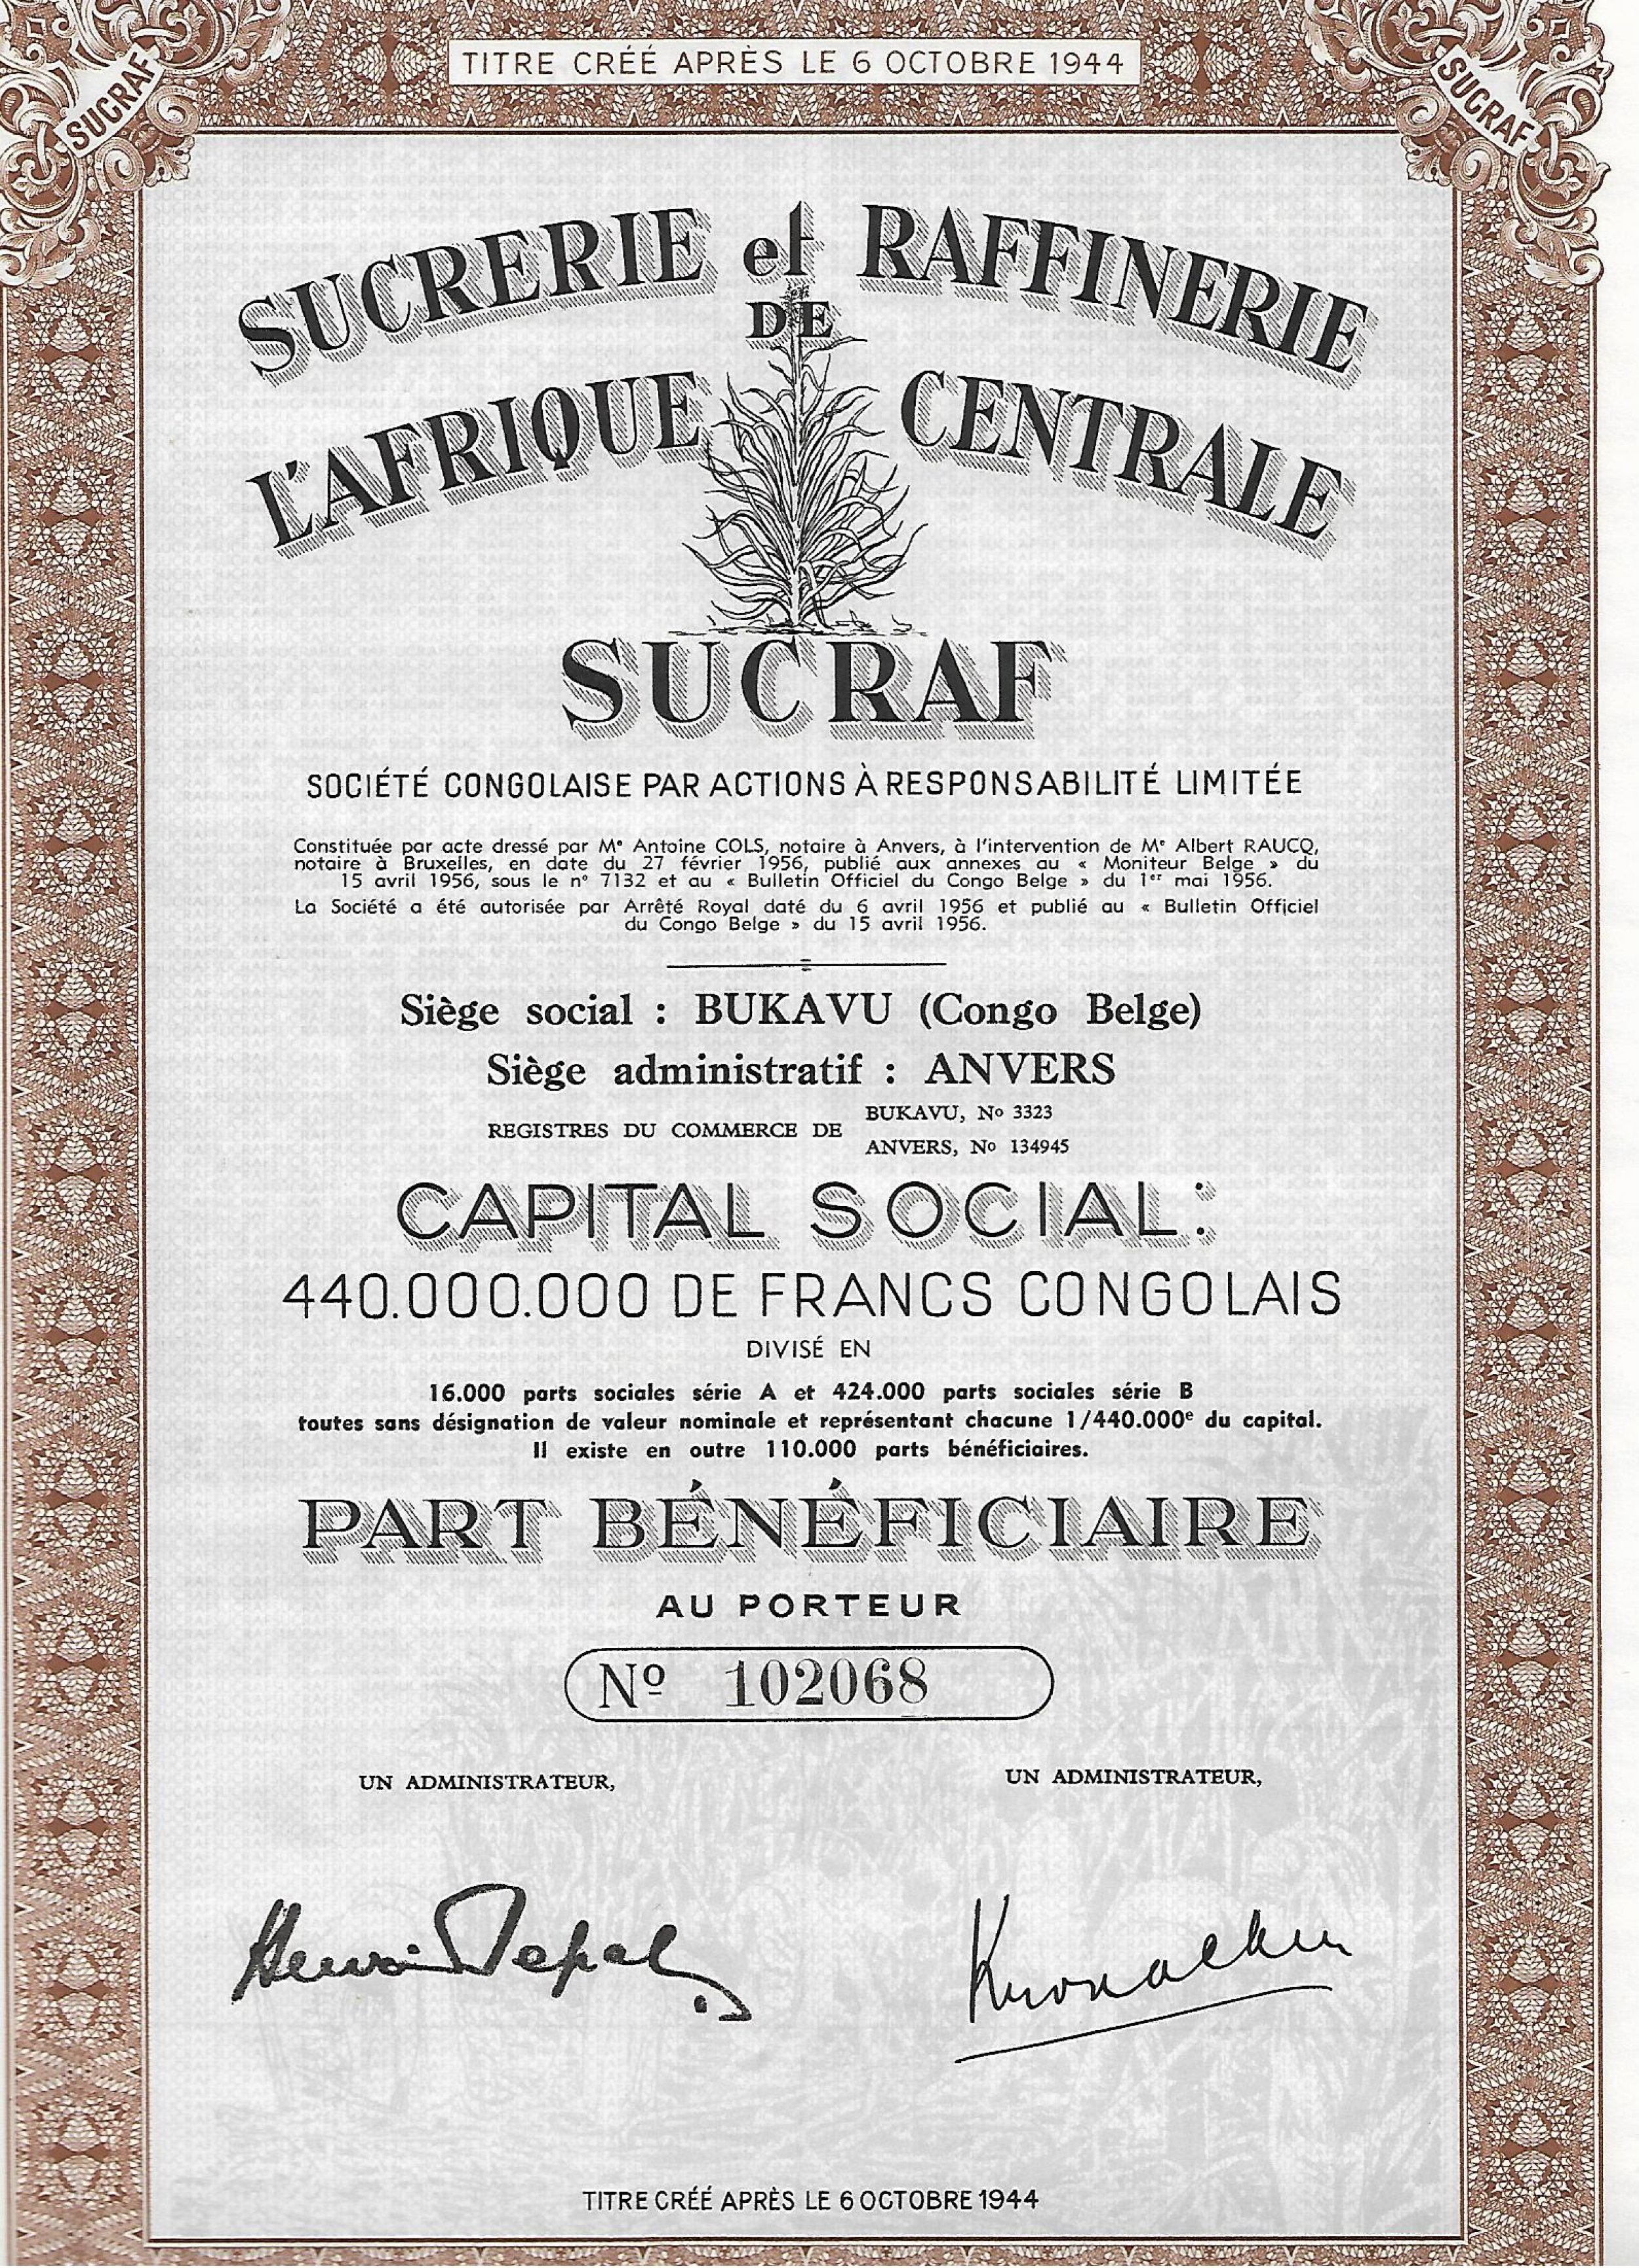 TITRE CRÉÉ APRÈS LE 6 OCTOBRE 1944
SUCRAF
SUCRAF
SUCRERIE et RAFFINERIE
DE
L'AFRIQUE CENTRALE
SUCRAF
SOCIÉTÉ CONGOLAISE PAR ACTIONS À RESPONSABILITÉ LIMITÉE
Constituée par acte dressé par Mᵉ Antoine COLS, notaire à Anvers, à l'intervention de Mᵉ Albert RAUCQ,
notaire à Bruxelles, en date du 27 février 1956, publié aux annexes au « Moniteur Belge » du
15 avril 1956, sous le n° 7132 et au « Bulletin Officiel du Congo Belge » du 1ᵉʳ mai 1956.
La Société a été autorisée par Arrêté Royal daté du 6 avril 1956 et publié au « Bulletin Officiel
du Congo Belge » du 15 avril 1956.
Siège social : BUKAVU (Congo Belge)
Siège administratif : ANVERS
REGISTRES DU COMMERCE DE
BUKAVU, Nº 3323
ANVERS, Nº 134945
CAPITAL SOCIAL:
440.000.000 DE FRANCS CONGOLAIS
DIVISÉ EN
16.000 parts sociales série A et 424.000 parts sociales série B
toutes sans désignation de valeur nominale et représentant chacune 1/440.000ᵉ du capital.
Il existe en outre 110.000 parts bénéficiaires.
PART BÉNÉFICIAIRE
AU PORTEUR
Nº 102068
UN ADMINISTRATEUR,
UN ADMINISTRATEUR,
TITRE CRÉÉ APRÈS LE 6 OCTOBRE 1944